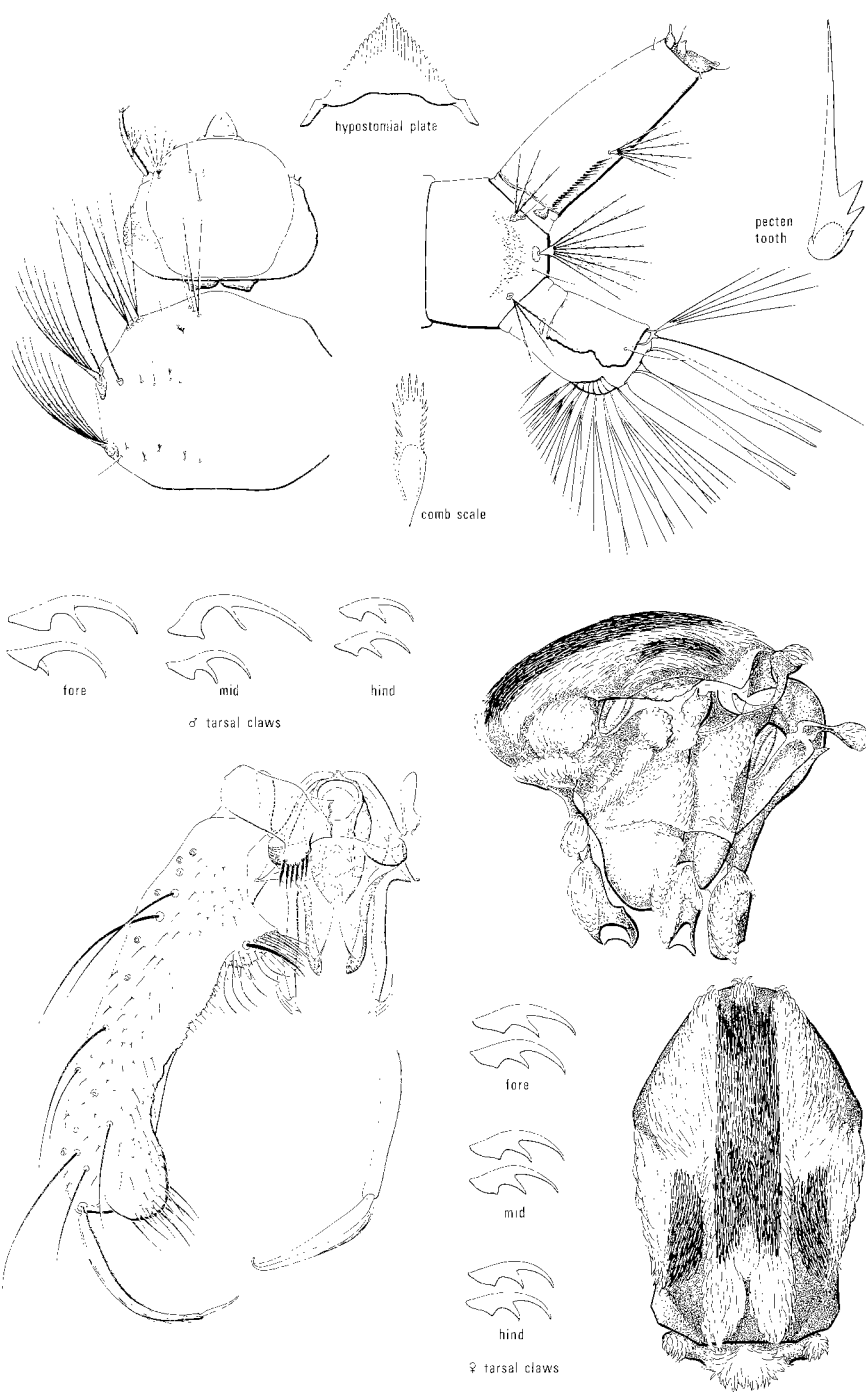 hypostomial plate
pecten
tooth
comb scale
fore
mid
hind
♂ tarsal claws
fore
mid
hind
♀ tarsal claws